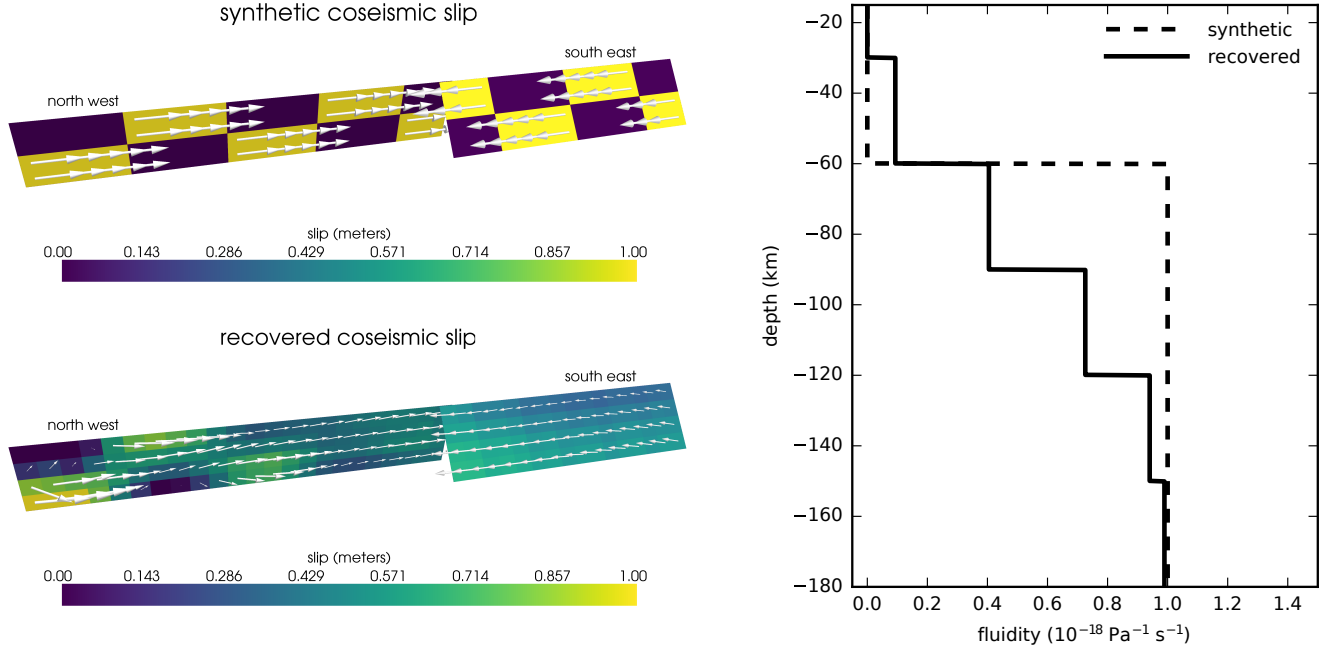 synthetic coseismic slip
south east
north west
slip (meters)
0.00 0.143 0.286 0.429 0.571 0.714 0.857 1.00
recovered coseismic slip
south east
north west
slip (meters)
0.00 0.143 0.286 0.429 0.571 0.714 0.857 1.00
synthetic
recovered
−20
−40
−60
−80
−100
−120
−140
−160
−180
depth (km)
0.0 0.2 0.4 0.6 0.8 1.0 1.2 1.4
fluidity (10⁻¹⁸ Pa⁻¹ s⁻¹)